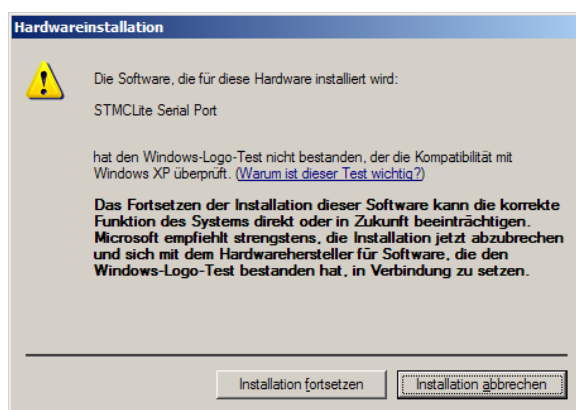 Hardwareinstallation
Die Software, die für diese Hardware installiert wird:
STMCLite Serial Port
hat den Windows-Logo-Test nicht bestanden, der die Kompatibilität mit
Windows XP überprüft. (Warum ist dieser Test wichtig?)
Das Fortsetzen der Installation dieser Software kann die korrekte
Funktion des Systems direkt oder in Zukunft beeinträchtigen.
Microsoft empfiehlt strengstens, die Installation jetzt abzubrechen
und sich mit dem Hardwarehersteller für Software, die den
Windows-Logo-Test bestanden hat, in Verbindung zu setzen.
Installation fortsetzen
Installation abbrechen